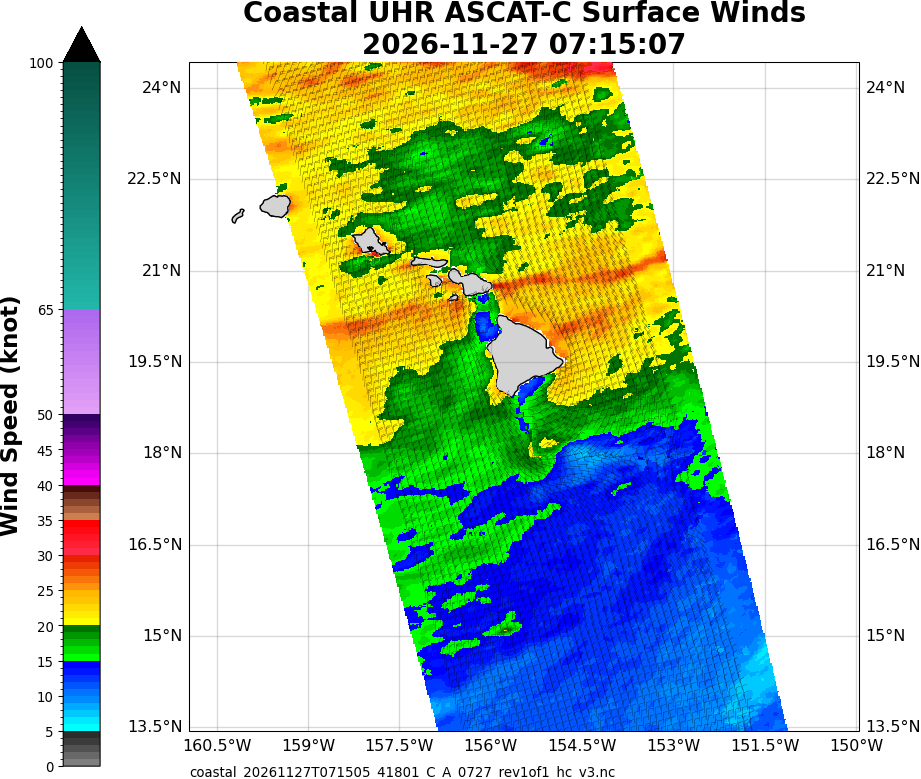 Coastal UHR ASCAT-C Surface Winds
2026-11-27 07:15:07
Wind Speed (knot)
100
65
50
45
40
35
30
25
20
15
10
5
0
24°N 24°N
22.5°N 22.5°N
21°N 21°N
19.5°N 19.5°N
18°N 18°N
16.5°N 16.5°N
15°N 15°N
13.5°N 13.5°N
160.5°W 159°W 157.5°W 156°W 154.5°W 153°W 151.5°W 150°W
coastal_20261127T071505_41801_C_A_0727_rev1of1_hc_v3.nc